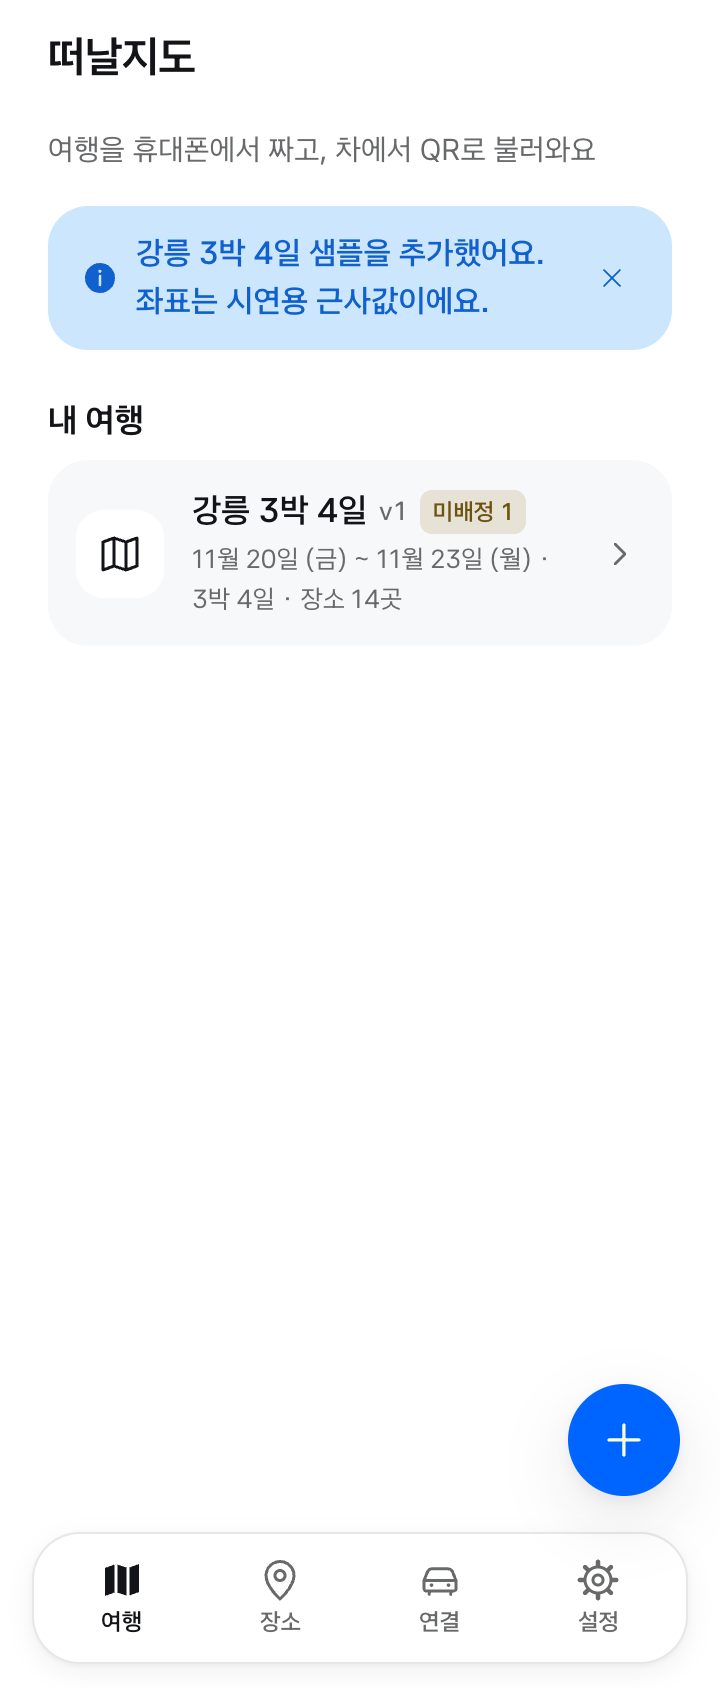 떠날지도
여행을 휴대폰에서 짜고, 차에서 QR로 불러와요
강릉 3박 4일 샘플을 추가했어요.
좌표는 시연용 근사값이에요.
내 여행
강릉 3박 4일 v1 미배정 1
11월 20일 (금) ~ 11월 23일 (월) ·
3박 4일 · 장소 14곳
여행 장소 연결 설정